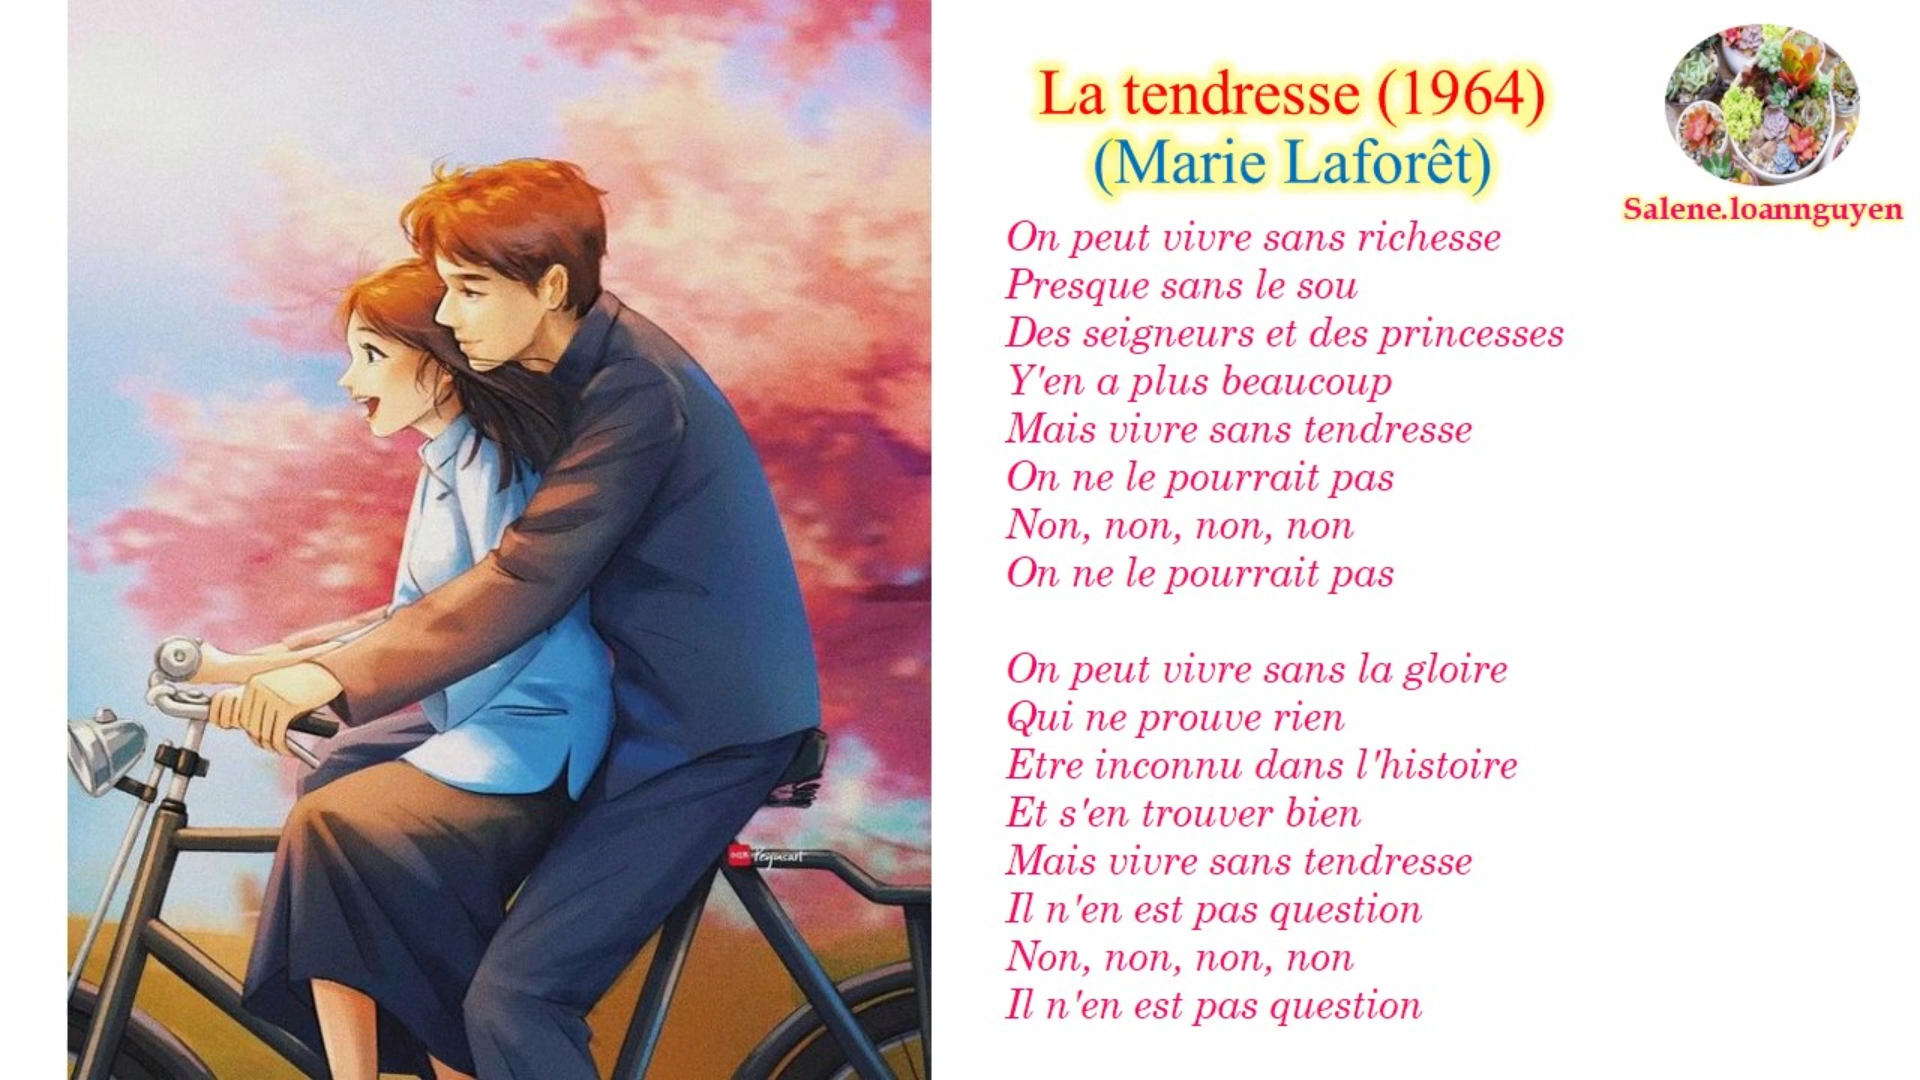 La tendresse (1964)
(Marie Laforêt)
Salene.loannguyen
On peut vivre sans richesse
Presque sans le sou
Des seigneurs et des princesses
Y'en a plus beaucoup
Mais vivre sans tendresse
On ne le pourrait pas
Non, non, non, non
On ne le pourrait pas
On peut vivre sans la gloire
Qui ne prouve rien
Etre inconnu dans l'histoire
Et s'en trouver bien
Mais vivre sans tendresse
Il n'en est pas question
Non, non, non, non
Il n'en est pas question